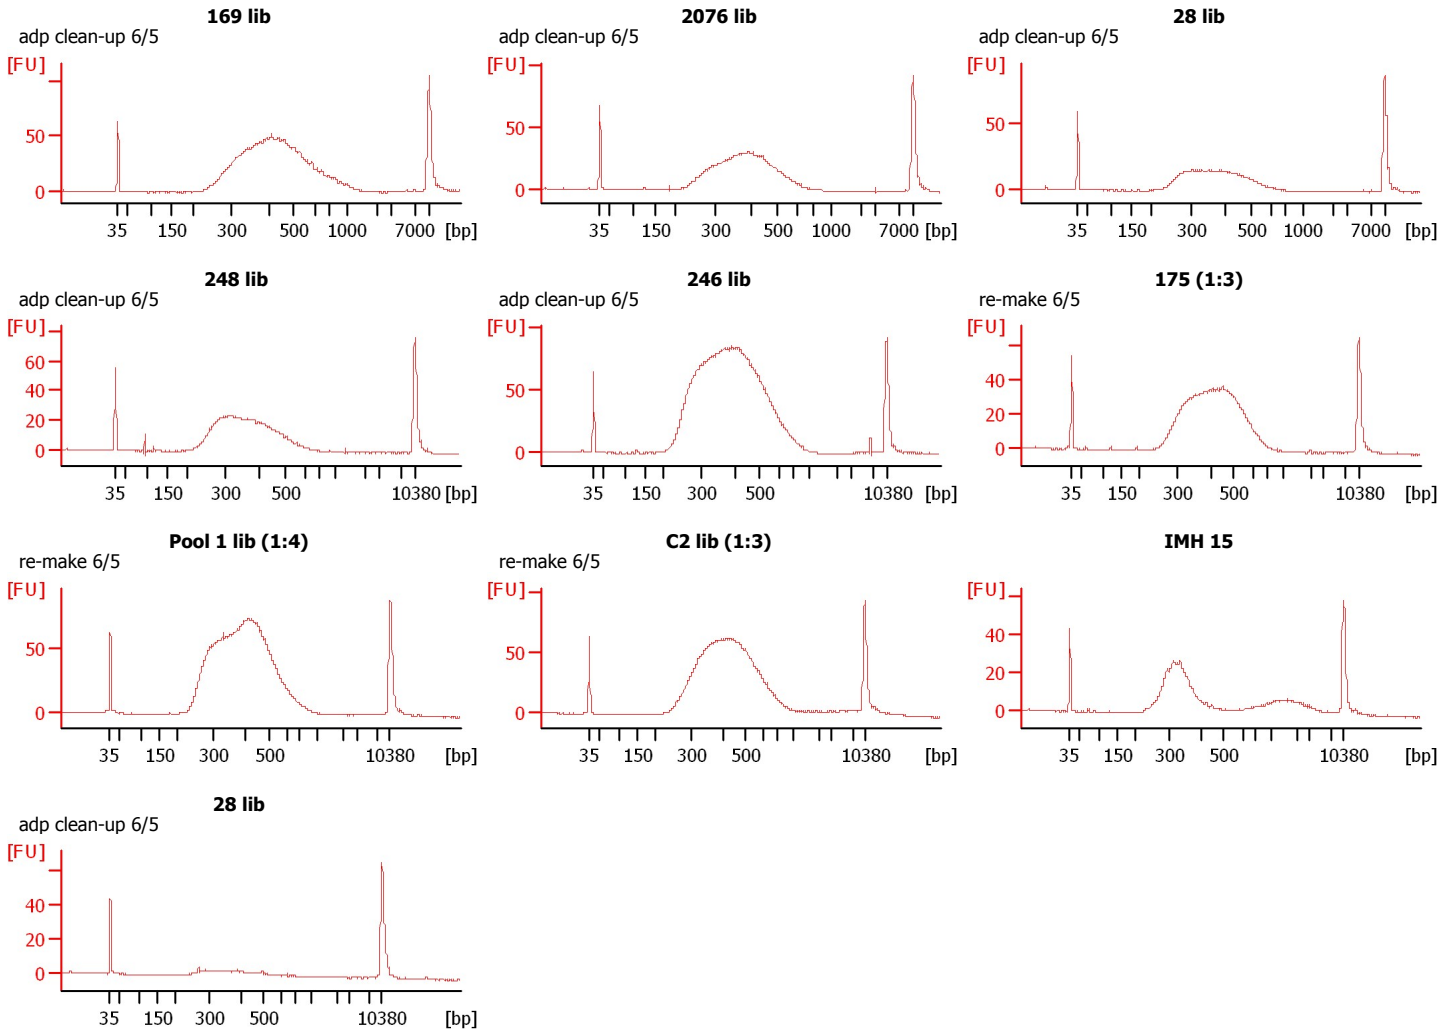 169 lib
adp clean-up 6/5
[FU]
50
0
35 150 300 500 1000 7000 [bp]
2076 lib
adp clean-up 6/5
[FU]
50
0
35 150 300 500 1000 7000 [bp]
28 lib
adp clean-up 6/5
[FU]
50
0
35 150 300 500 1000 7000 [bp]
248 lib
adp clean-up 6/5
[FU]
60
40
20
0
35 150 300 500 10380 [bp]
246 lib
adp clean-up 6/5
[FU]
50
0
35 150 300 500 10380 [bp]
175 (1:3)
re-make 6/5
[FU]
40
20
0
35 150 300 500 10380 [bp]
Pool 1 lib (1:4)
re-make 6/5
[FU]
50
0
35 150 300 500 10380 [bp]
C2 lib (1:3)
re-make 6/5
[FU]
50
0
35 150 300 500 10380 [bp]
IMH 15
[FU]
40
20
0
35 150 300 500 10380 [bp]
28 lib
adp clean-up 6/5
[FU]
40
20
0
35 150 300 500 10380 [bp]